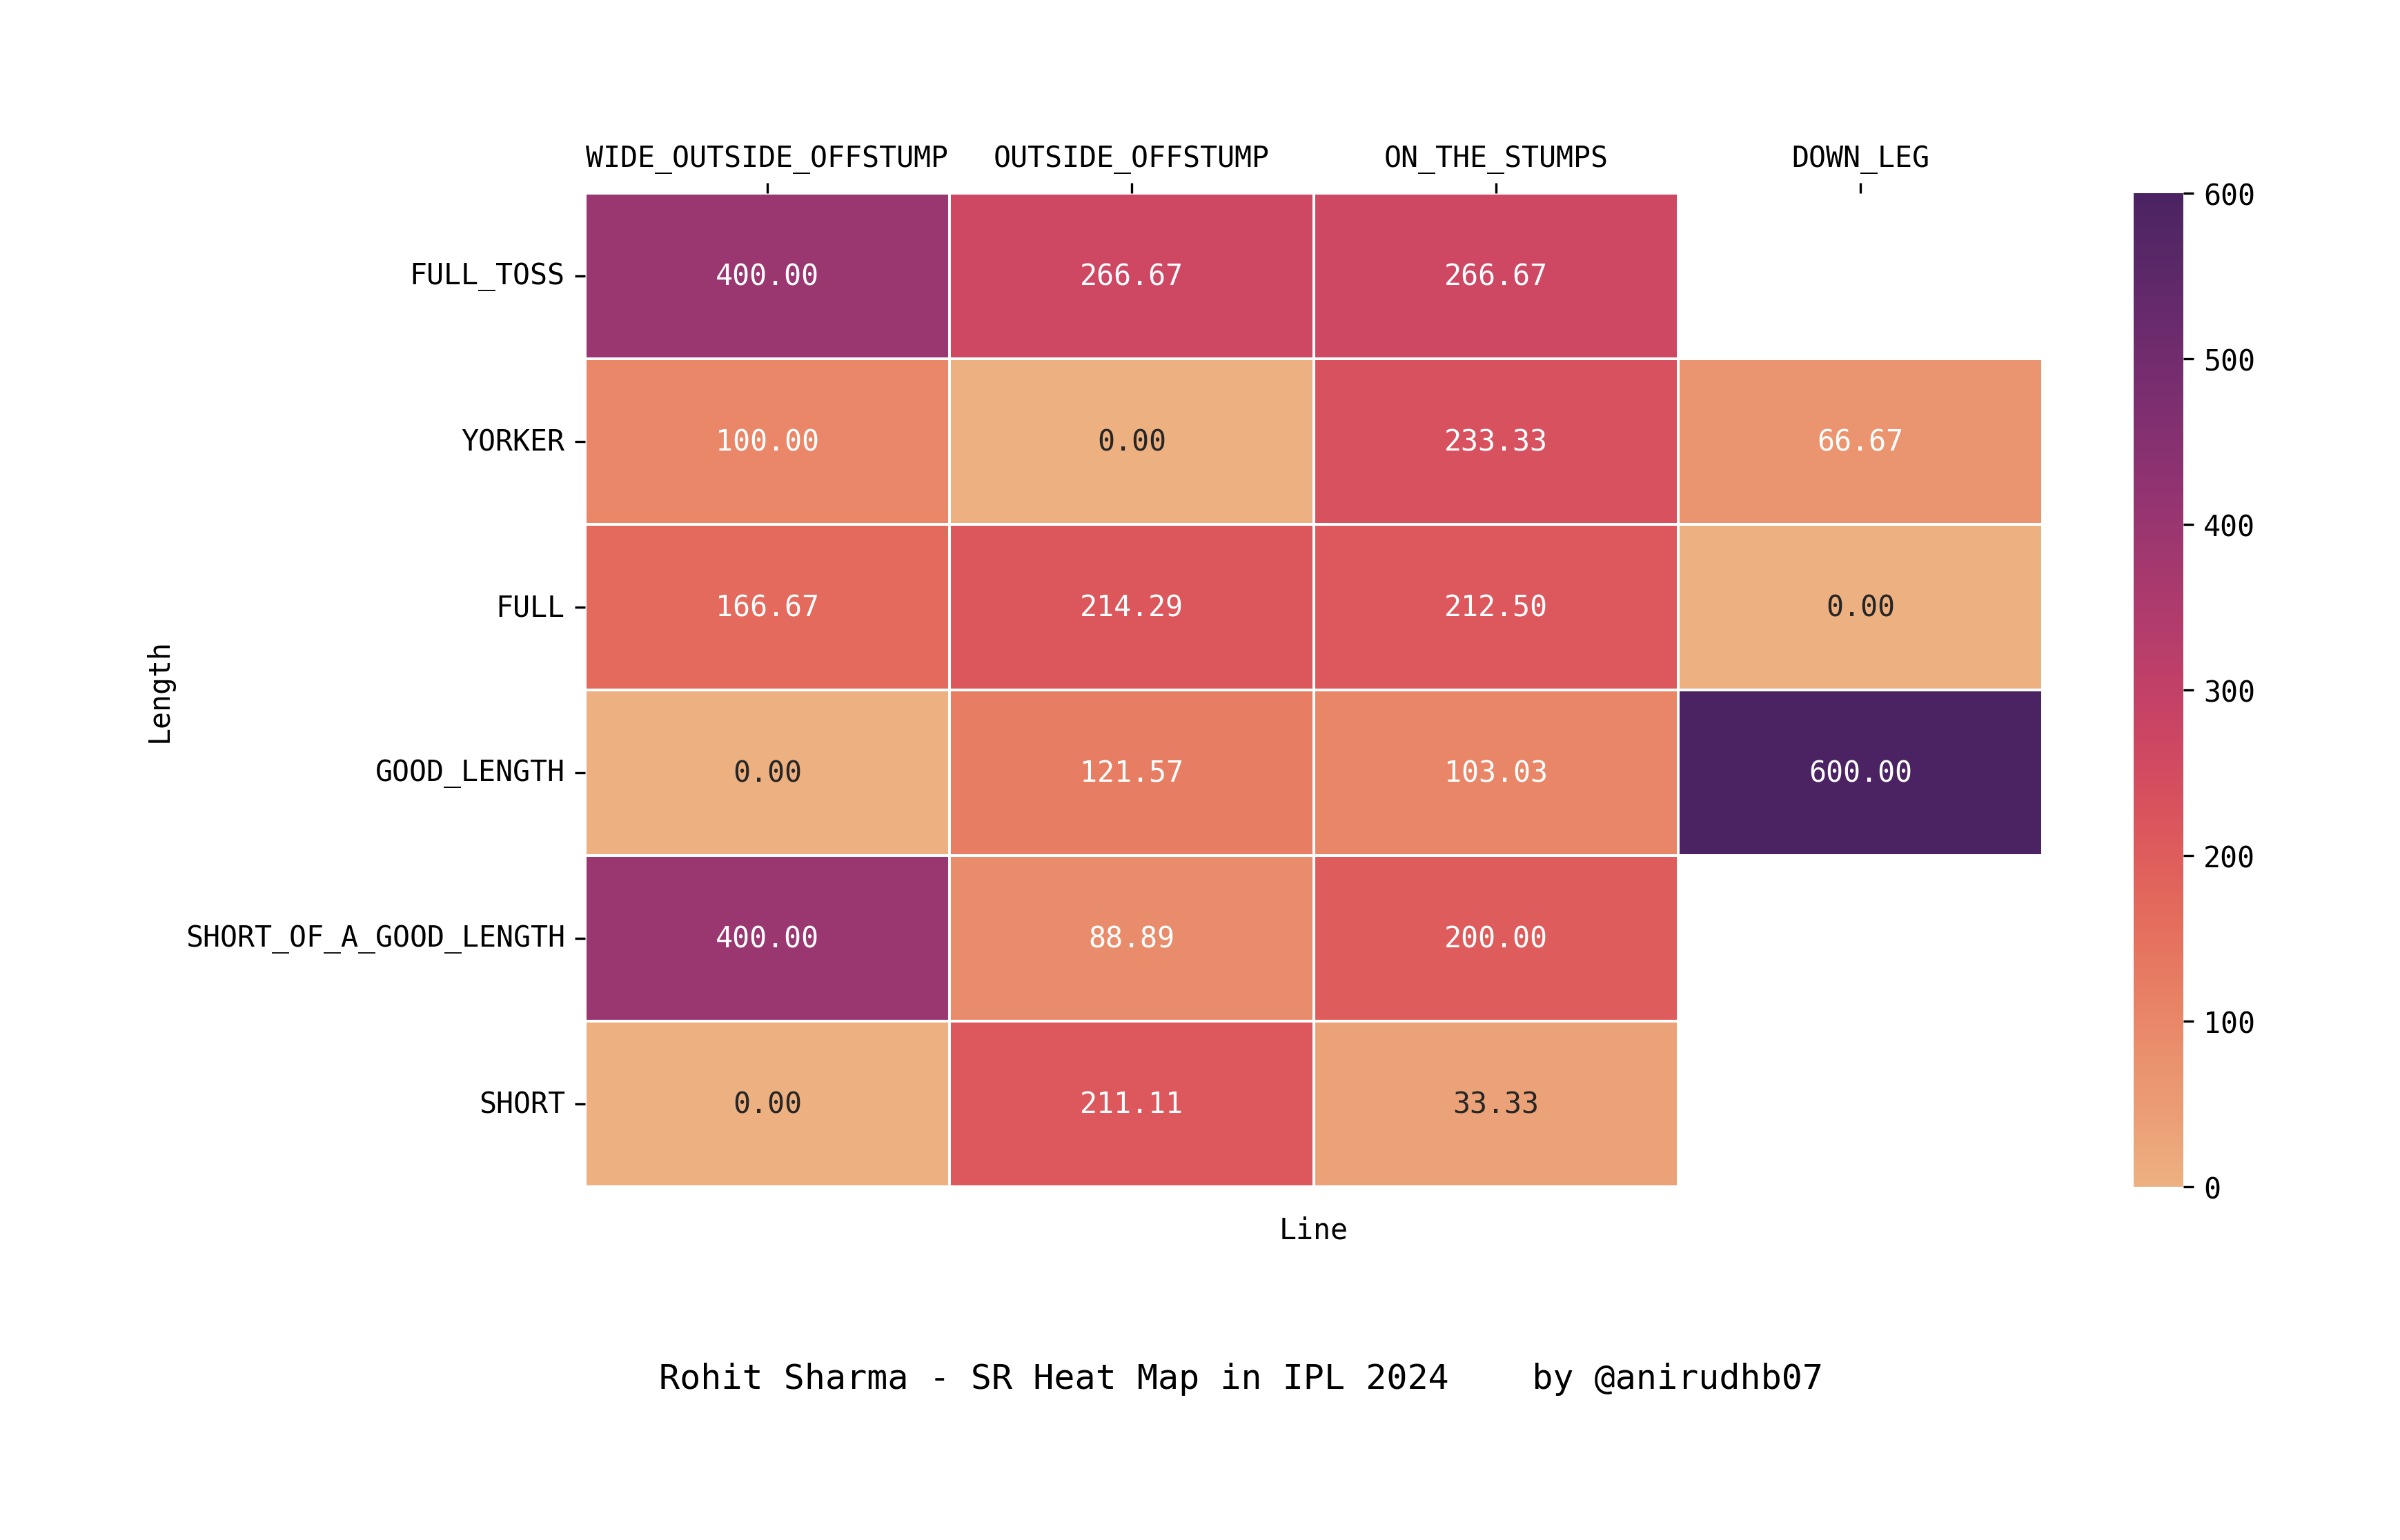 WIDE_OUTSIDE_OFFSTUMP OUTSIDE_OFFSTUMP ON_THE_STUMPS DOWN_LEG
FULL_TOSS 400.00 266.67 266.67
YORKER 100.00 0.00 233.33 66.67
FULL 166.67 214.29 212.50 0.00
GOOD_LENGTH 0.00 121.57 103.03 600.00
SHORT_OF_A_GOOD_LENGTH 400.00 88.89 200.00
SHORT 0.00 211.11 33.33
Length
Line
600
500
400
300
200
100
0
Rohit Sharma - SR Heat Map in IPL 2024 by @anirudhb07